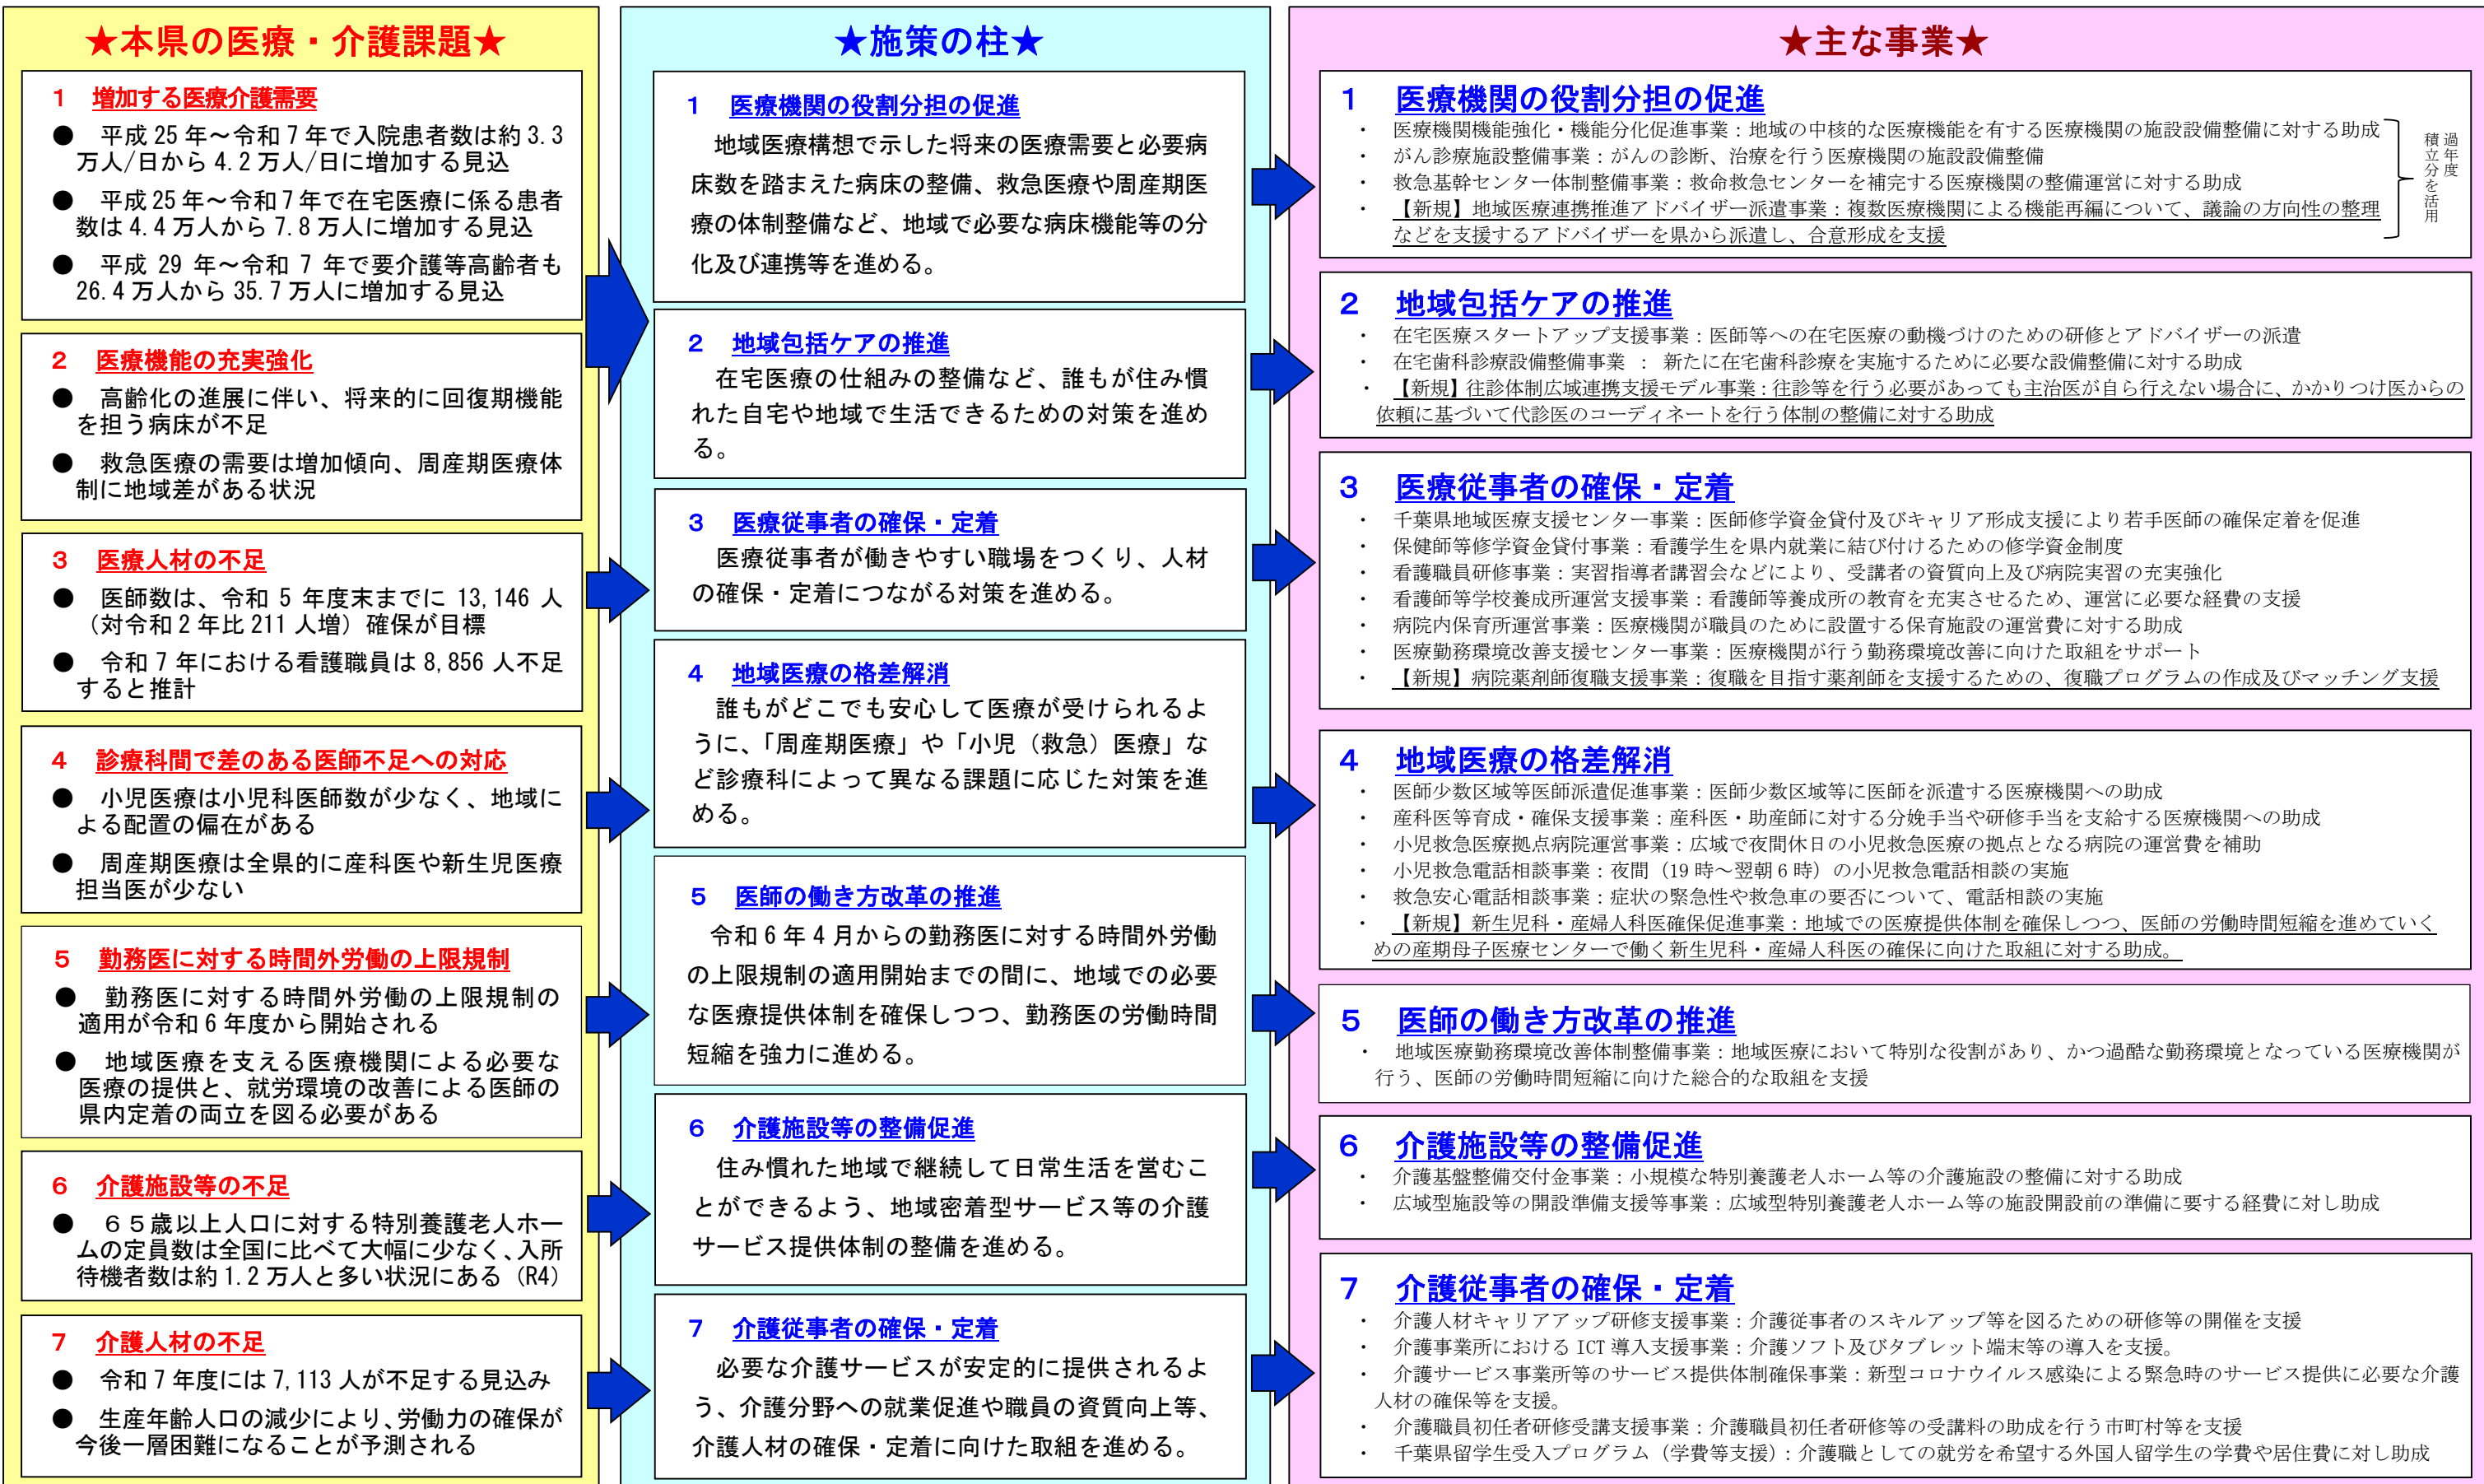 ★本県の医療・介護課題★
1 増加する医療介護需要
● 平成25年～令和7年で入院患者数は約3.3
万人/日から4.2万人/日に増加する見込
● 平成25年～令和7年で在宅医療に係る患者
数は4.4万人から7.8万人に増加する見込
● 平成29年～令和7年で要介護等高齢者も
26.4万人から35.7万人に増加する見込
2 医療機能の充実強化
● 高齢化の進展に伴い、将来的に回復期機能
を担う病床が不足
● 救急医療の需要は増加傾向、周産期医療体
制に地域差がある状況
3 医療人材の不足
● 医師数は、令和5年度末までに13,146人
（対令和2年比211人増）確保が目標
● 令和7年における看護職員は8,856人不足
すると推計
4 診療科間で差のある医師不足への対応
● 小児医療は小児科医師数が少なく、地域に
よる配置の偏在がある
● 周産期医療は全県的に産科医や新生児医療
担当医が少ない
5 勤務医に対する時間外労働の上限規制
● 勤務医に対する時間外労働の上限規制の
適用が令和6年度から開始される
● 地域医療を支える医療機関による必要な
医療の提供と、就労環境の改善による医師の
県内定着の両立を図る必要がある
6 介護施設等の不足
● ６５歳以上人口に対する特別養護老人ホー
ムの定員数は全国に比べて大幅に少なく、入所
待機者数は約1.2万人と多い状況にある（R4）
7 介護人材の不足
● 令和7年度には7,113人が不足する見込み
● 生産年齢人口の減少により、労働力の確保が
今後一層困難になることが予測される
★施策の柱★
1 医療機関の役割分担の促進
地域医療構想で示した将来の医療需要と必要病
床数を踏まえた病床の整備、救急医療や周産期医
療の体制整備など、地域で必要な病床機能等の分
化及び連携等を進める。
2 地域包括ケアの推進
在宅医療の仕組みの整備など、誰もが住み慣
れた自宅や地域で生活できるための対策を進め
る。
3 医療従事者の確保・定着
医療従事者が働きやすい職場をつくり、人材
の確保・定着につながる対策を進める。
4 地域医療の格差解消
誰もがどこでも安心して医療が受けられるよ
うに、「周産期医療」や「小児（救急）医療」な
ど診療科によって異なる課題に応じた対策を進
める。
5 医師の働き方改革の推進
令和6年4月からの勤務医に対する時間外労働
の上限規制の適用開始までの間に、地域での必要
な医療提供体制を確保しつつ、勤務医の労働時間
短縮を強力に進める。
6 介護施設等の整備促進
住み慣れた地域で継続して日常生活を営むこ
とができるよう、地域密着型サービス等の介護
サービス提供体制の整備を進める。
7 介護従事者の確保・定着
必要な介護サービスが安定的に提供されるよ
う、介護分野への就業促進や職員の資質向上等、
介護人材の確保・定着に向けた取組を進める。
★主な事業★
1 医療機関の役割分担の促進
・ 医療機関機能強化・機能分化促進事業：地域の中核的な医療機能を有する医療機関の施設設備整備に対する助成
・ がん診療施設整備事業：がんの診断、治療を行う医療機関の施設設備整備
・ 救急基幹センター体制整備事業：救命救急センターを補完する医療機関の整備運営に対する助成
・ 【新規】地域医療連携推進アドバイザー派遣事業：複数医療機関による機能再編について、議論の方向性の整理
などを支援するアドバイザーを県から派遣し、合意形成を支援
過年度
積立分を活用
2 地域包括ケアの推進
・ 在宅医療スタートアップ支援事業：医師等への在宅医療の動機づけのための研修とアドバイザーの派遣
・ 在宅歯科診療設備整備事業 ： 新たに在宅歯科診療を実施するために必要な設備整備に対する助成
・ 【新規】往診体制広域連携支援モデル事業：往診等を行う必要があっても主治医が自ら行えない場合に、かかりつけ医からの
依頼に基づいて代診医のコーディネートを行う体制の整備に対する助成
3 医療従事者の確保・定着
・ 千葉県地域医療支援センター事業：医師修学資金貸付及びキャリア形成支援により若手医師の確保定着を促進
・ 保健師等修学資金貸付事業：看護学生を県内就業に結び付けるための修学資金制度
・ 看護職員研修事業：実習指導者講習会などにより、受講者の資質向上及び病院実習の充実強化
・ 看護師等学校養成所運営支援事業：看護師等養成所の教育を充実させるため、運営に必要な経費の支援
・ 病院内保育所運営事業：医療機関が職員のために設置する保育施設の運営費に対する助成
・ 医療勤務環境改善支援センター事業：医療機関が行う勤務環境改善に向けた取組をサポート
・ 【新規】病院薬剤師復職支援事業：復職を目指す薬剤師を支援するための、復職プログラムの作成及びマッチング支援
4 地域医療の格差解消
・ 医師少数区域等医師派遣促進事業：医師少数区域等に医師を派遣する医療機関への助成
・ 産科医等育成・確保支援事業：産科医・助産師に対する分娩手当や研修手当を支給する医療機関への助成
・ 小児救急医療拠点病院運営事業：広域で夜間休日の小児救急医療の拠点となる病院の運営費を補助
・ 小児救急電話相談事業：夜間（19時～翌朝6時）の小児救急電話相談の実施
・ 救急安心電話相談事業：症状の緊急性や救急車の要否について、電話相談の実施
・ 【新規】新生児科・産婦人科医確保促進事業：地域での医療提供体制を確保しつつ、医師の労働時間短縮を進めていく
めの産期母子医療センターで働く新生児科・産婦人科医の確保に向けた取組に対する助成。
5 医師の働き方改革の推進
・ 地域医療勤務環境改善体制整備事業：地域医療において特別な役割があり、かつ過酷な勤務環境となっている医療機関が
行う、医師の労働時間短縮に向けた総合的な取組を支援
6 介護施設等の整備促進
・ 介護基盤整備交付金事業：小規模な特別養護老人ホーム等の介護施設の整備に対する助成
・ 広域型施設等の開設準備支援等事業：広域型特別養護老人ホーム等の施設開設前の準備に要する経費に対し助成
7 介護従事者の確保・定着
・ 介護人材キャリアアップ研修支援事業：介護従事者のスキルアップ等を図るための研修等の開催を支援
・ 介護事業所におけるICT導入支援事業：介護ソフト及びタブレット端末等の導入を支援。
・ 介護サービス事業所等のサービス提供体制確保事業：新型コロナウイルス感染による緊急時のサービス提供に必要な介護
人材の確保等を支援。
・ 介護職員初任者研修受講支援事業：介護職員初任者研修等の受講料の助成を行う市町村等を支援
・ 千葉県留学生受入プログラム（学費等支援）：介護職としての就労を希望する外国人留学生の学費や居住費に対し助成